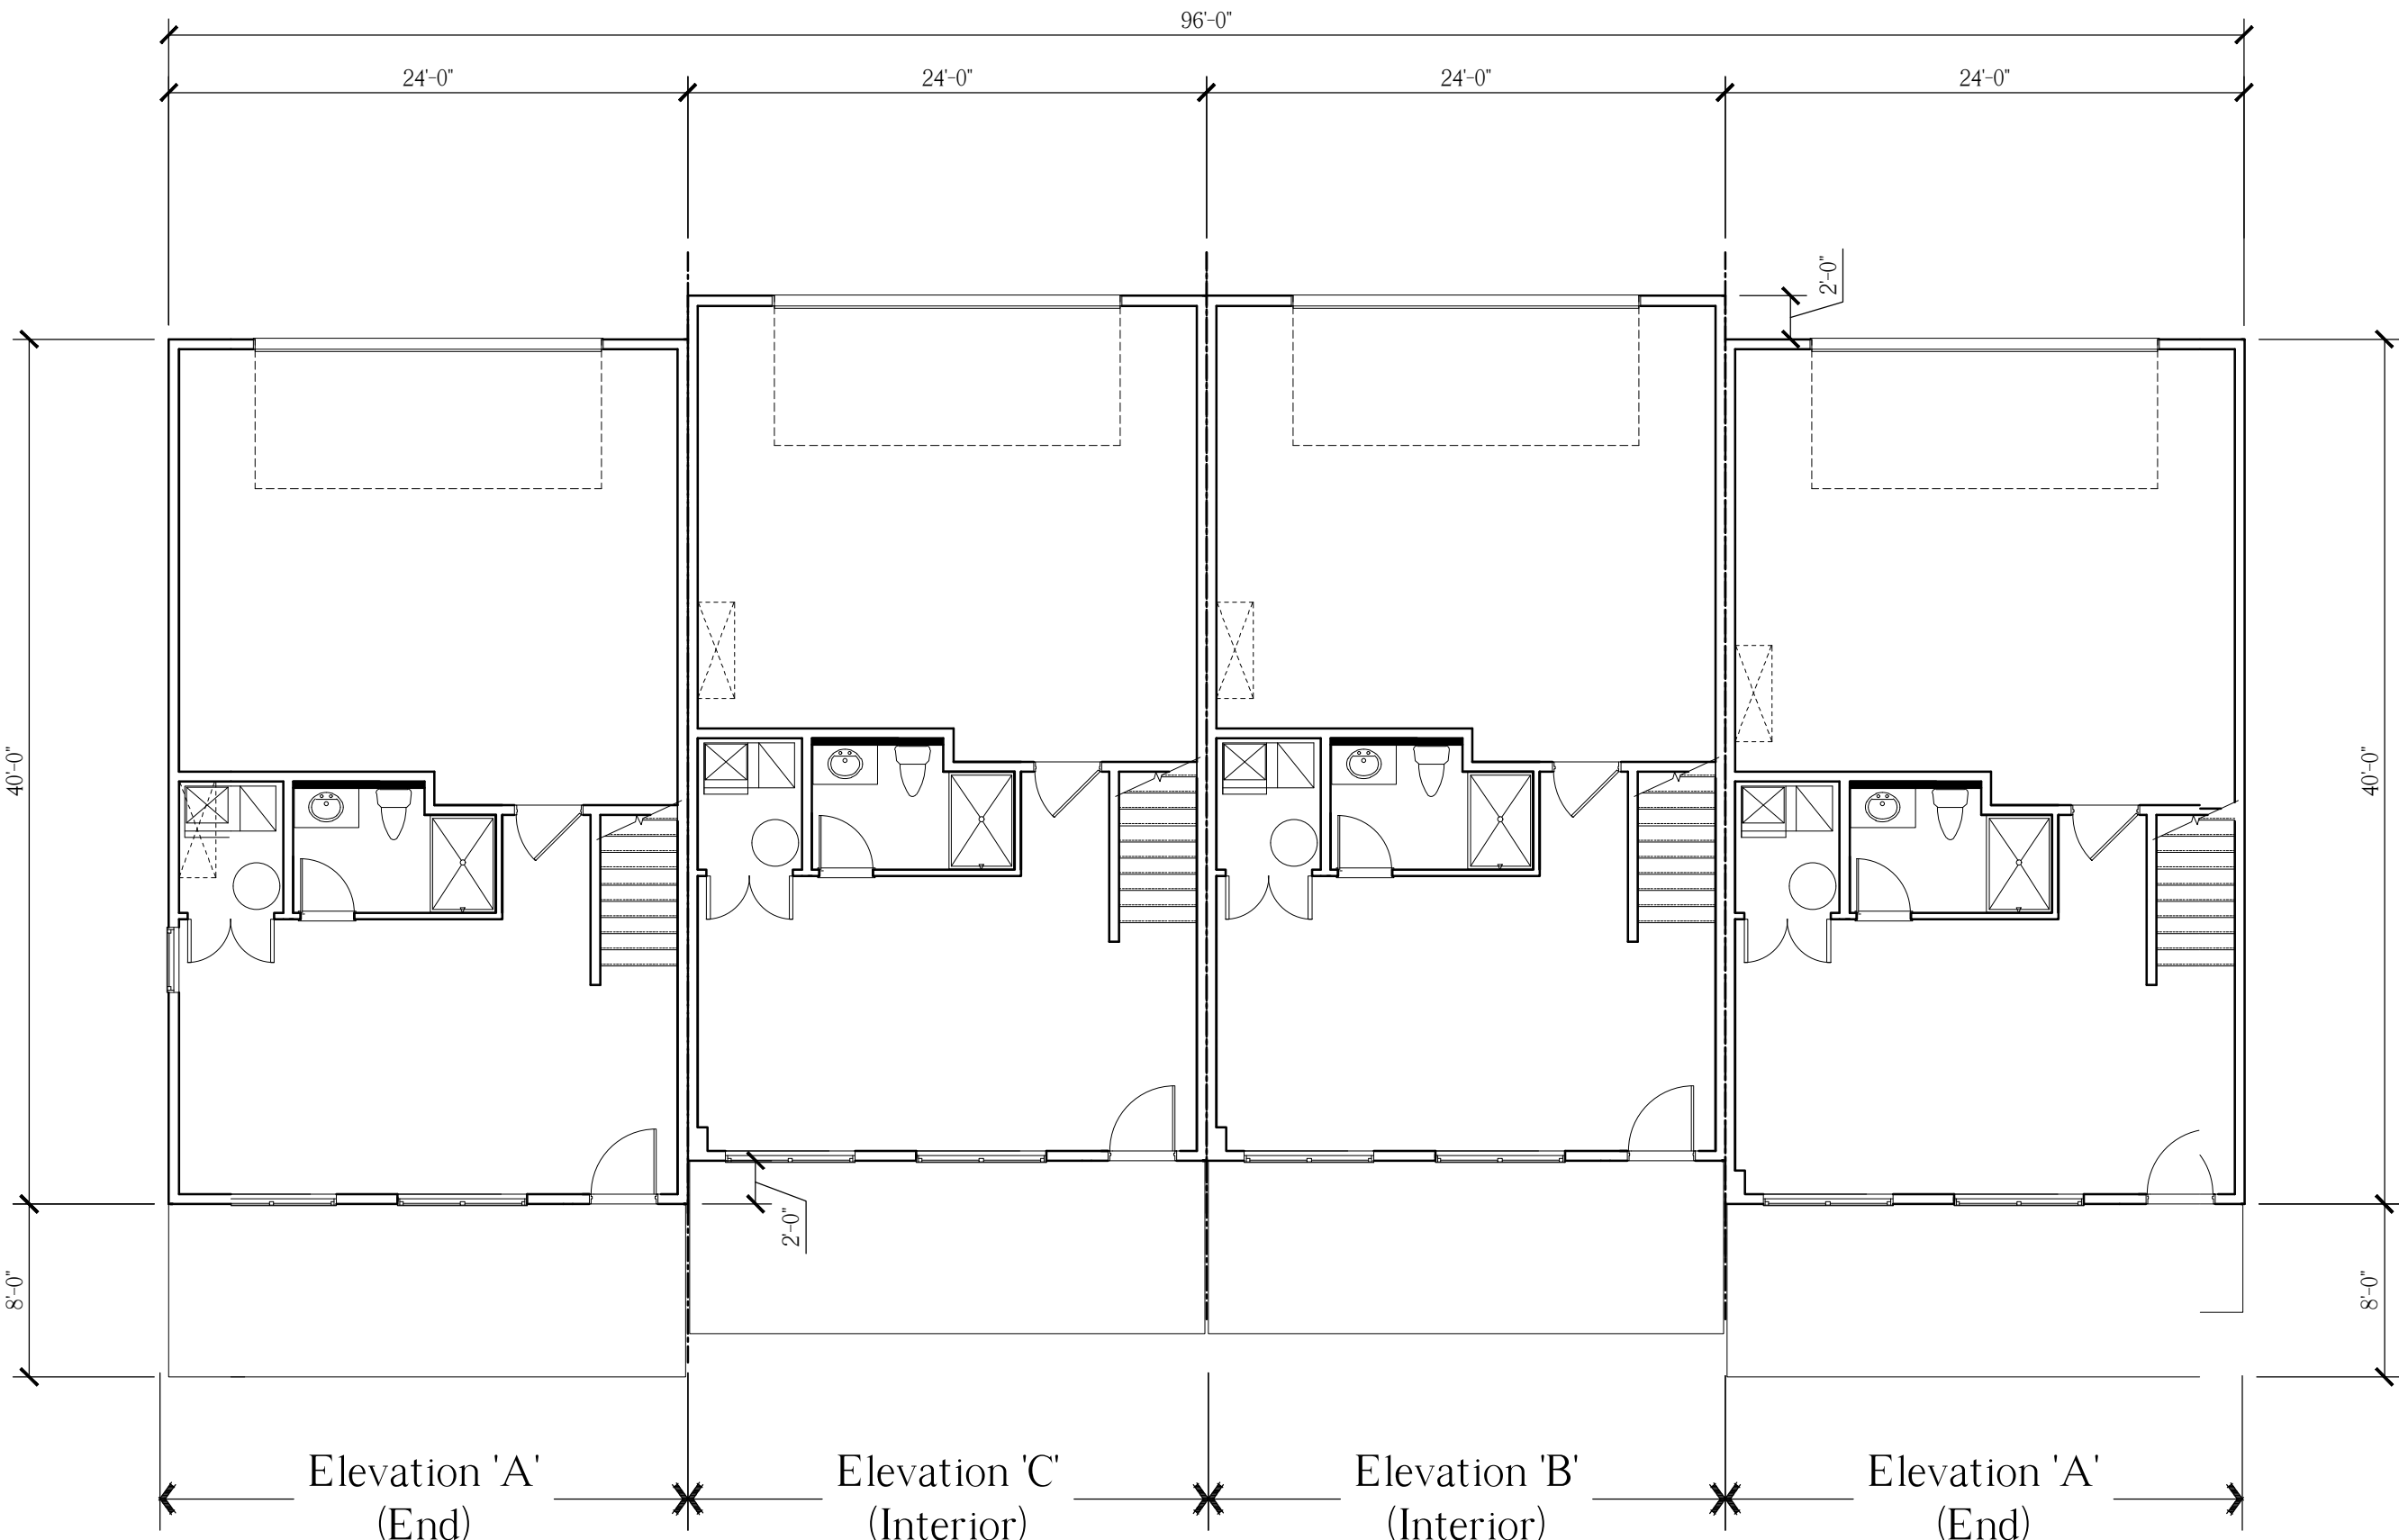 96'-0"
24'-0"
24'-0"
24'-0"
24'-0"
2'-0"
40'-0"
40'-0"
2'-0"
8'-0"
8'-0"
Elevation 'A'
(End)
Elevation 'C'
(Interior)
Elevation 'B'
(Interior)
Elevation 'A'
(End)